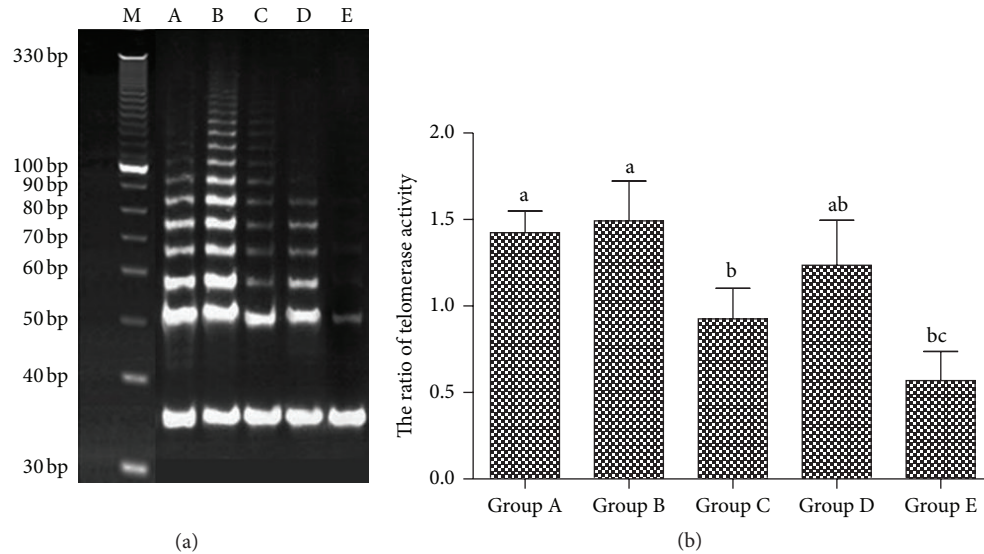 M A B C D E
330 bp
100 bp
90 bp
80 bp
70 bp
60 bp
50 bp
40 bp
30 bp
(a)
The ratio of telomerase activity
2.0
1.5
1.0
0.5
0.0
a
a
b
ab
bc
Group A Group B Group C Group D Group E
(b)